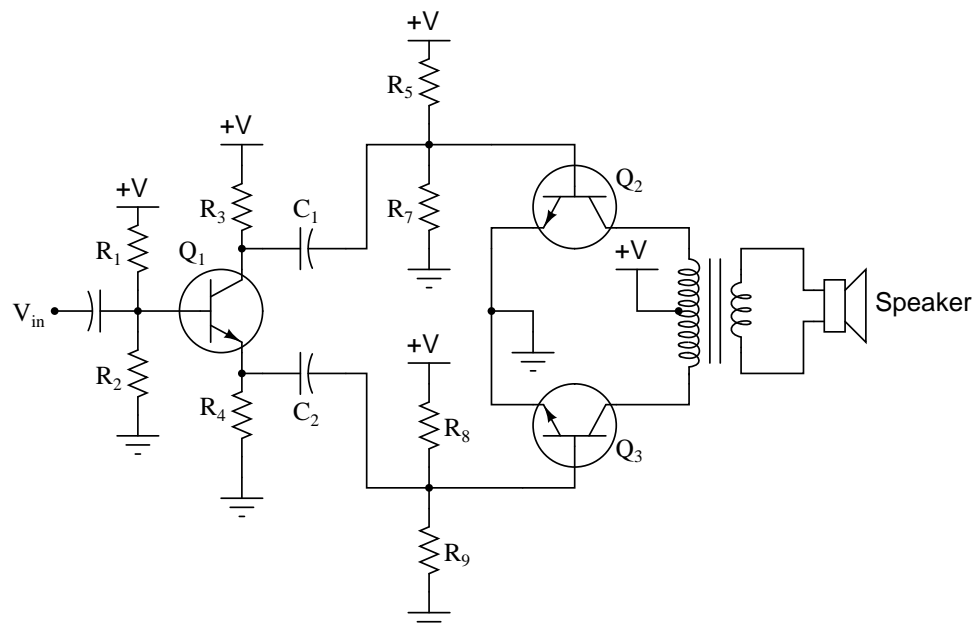 +V
R5
+V
Q2
+V
R3
C1
R7
R1
Q1
+V
Vin
Speaker
+V
R2
R4
C2
R8
Q3
R9